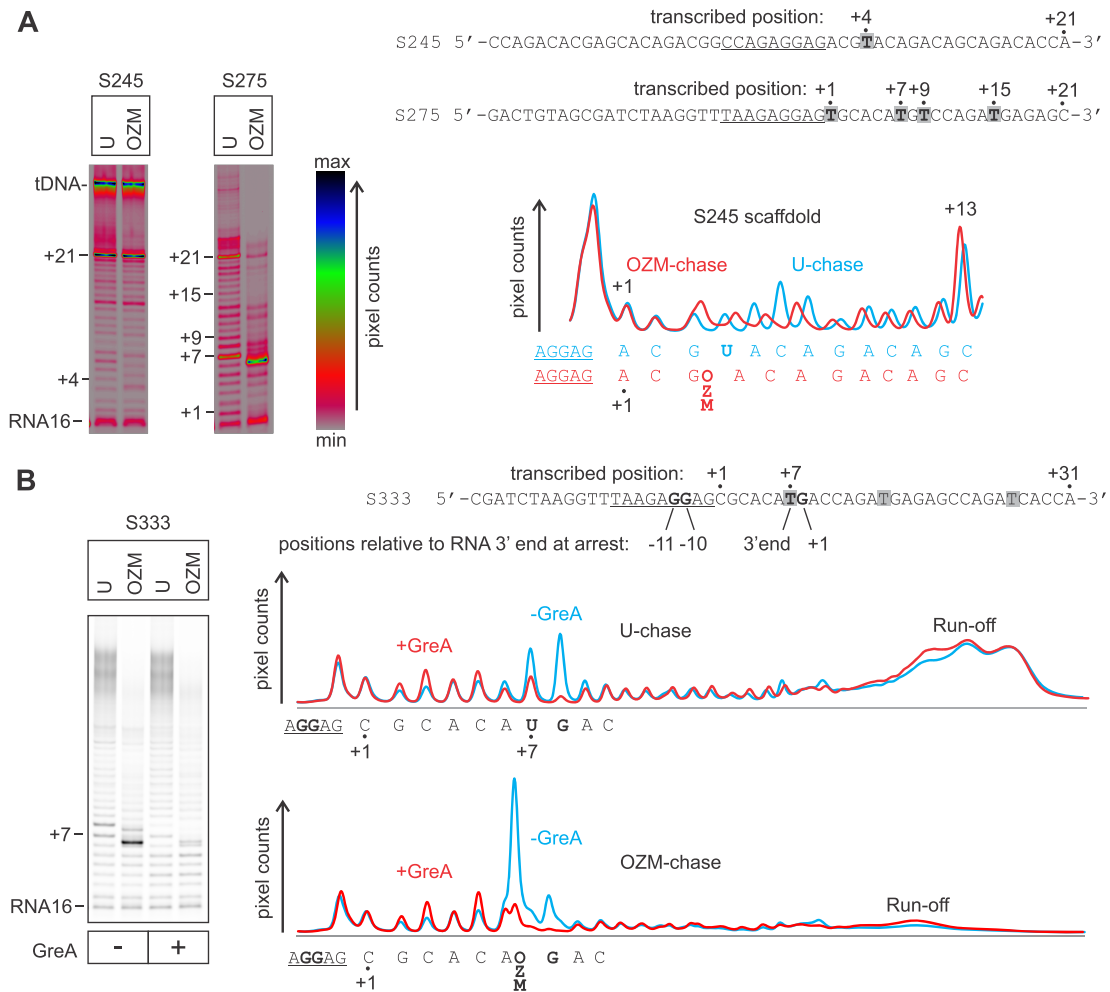 A
transcribed position: +4 +21
S245 5′-CCAGACACGAGCACAGACGGCCAGAGGAGACGTACAGACAGCAGACACCA-3′
transcribed position: +1 +7 +9 +15 +21
S275 5′-GACTGTAGCGATCTAAGGTTTAAGAGGAGTGCACATGTCCAGATGAGAGC-3′
S245 S275
U OZM U OZM
tDNA
+21
+4
RNA16
+21
+15
+9
+7
+1
max
pixel counts
min
pixel counts
S245 scaffdold
+13
OZM-chase
U-chase
+1
AGGAG A C G U A C A G A C A G C
AGGAG A C G OZM A C A G A C A G C
+1
B
transcribed position: +1 +7 +31
S333 5′-CGATCTAAGGTTTAAGAGGAGCGCACATGACCAGATGAGAGCCAGATCACCA-3′
positions relative to RNA 3′ end at arrest: -11 -10 3′end +1
S333
U OZM U OZM
+7
RNA16
GreA - +
pixel counts
-GreA
+GreA
U-chase
Run-off
AGGAG C G C A C A U G A C
+1 +7
pixel counts
-GreA
+GreA
OZM-chase
Run-off
AGGAG C G C A C A OZM G A C
+1